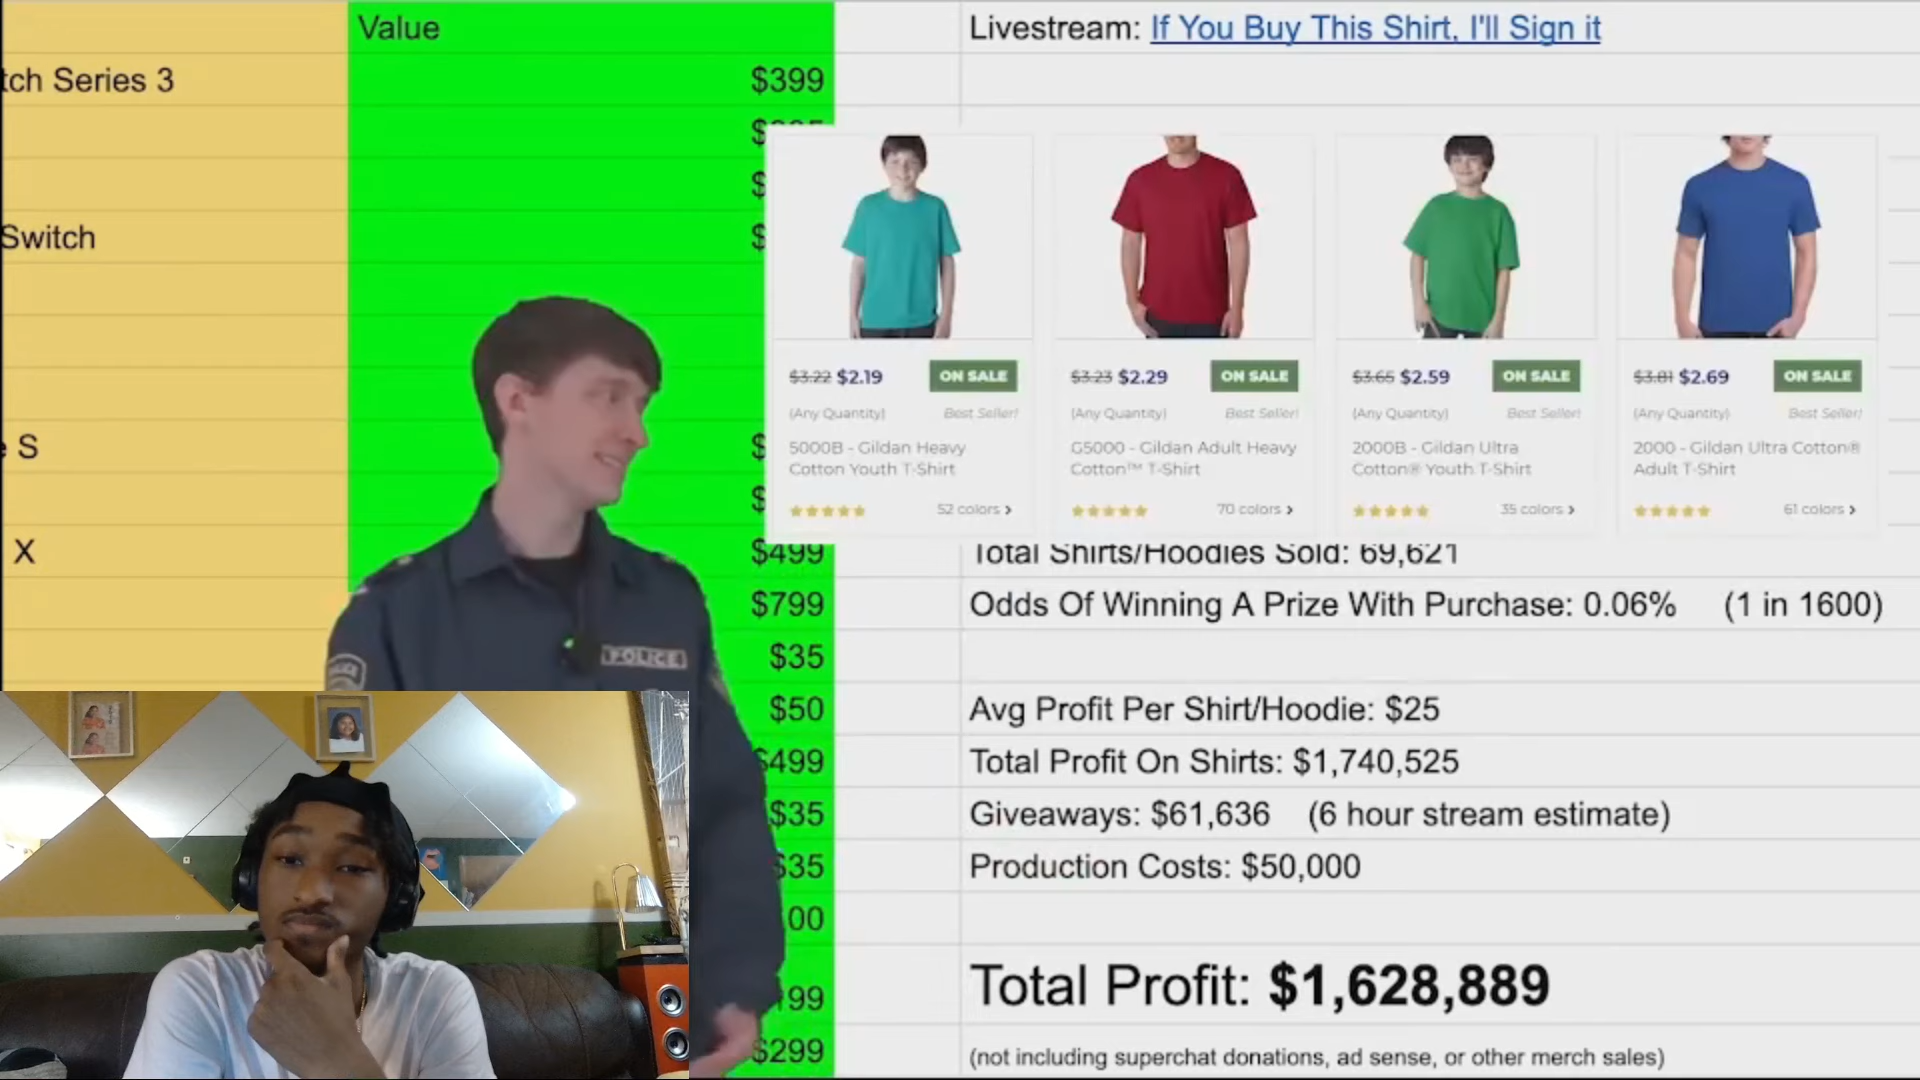 Value
Livestream: If You Buy This Shirt, I'll Sign it
tch Series 3
$399
Switch
S
X
$499
$799
$35
$50
$499
$35
$35
$299
$3.22 $2.19 ON SALE
(Any Quantity) Best Seller!
5000B - Gildan Heavy
Cotton Youth T-Shirt
52 colors >
$3.23 $2.29 ON SALE
(Any Quantity) Best Seller!
G5000 - Gildan Adult Heavy
Cotton™ T-Shirt
70 colors >
$3.65 $2.59 ON SALE
(Any Quantity) Best Seller!
2000B - Gildan Ultra
Cotton® Youth T-Shirt
35 colors >
$3.81 $2.69 ON SALE
(Any Quantity) Best Seller!
2000 - Gildan Ultra Cotton®
Adult T-Shirt
61 colors >
Total Shirts/Hoodies Sold: 69,621
Odds Of Winning A Prize With Purchase: 0.06% (1 in 1600)
Avg Profit Per Shirt/Hoodie: $25
Total Profit On Shirts: $1,740,525
Giveaways: $61,636 (6 hour stream estimate)
Production Costs: $50,000
Total Profit: $1,628,889
(not including superchat donations, ad sense, or other merch sales)
POLICE